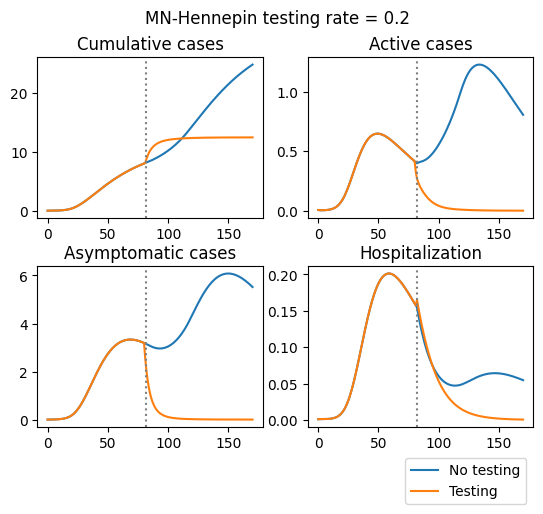 MN-Hennepin testing rate = 0.2
Cumulative cases
Active cases
20
10
0
0 50 100 150
1.0
0.5
0.0
0 50 100 150
Asymptomatic cases
Hospitalization
6
4
2
0
0 50 100 150
0.20
0.15
0.10
0.05
0.00
0 50 100 150
No testing
Testing